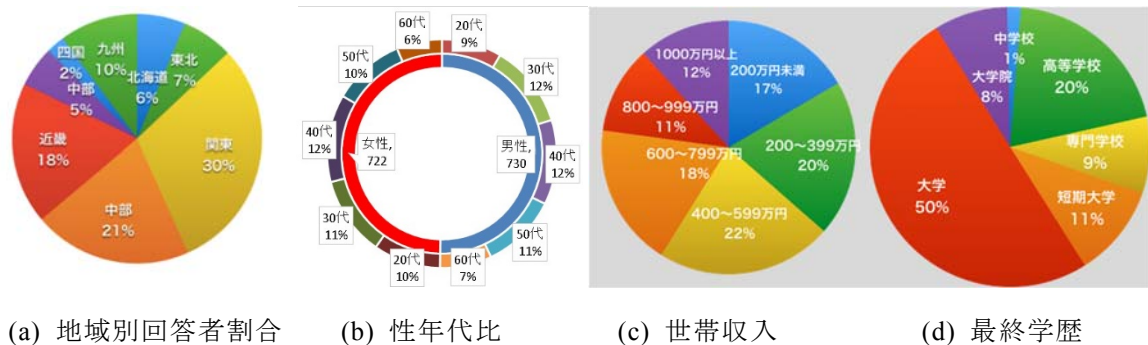 北海道
6%
東北
7%
関東
30%
中部
21%
近畿
18%
中部
5%
四国
2%
九州
10%
20代
9%
30代
12%
40代
12%
50代
11%
60代
7%
20代
10%
30代
11%
40代
12%
50代
10%
60代
6%
女性,
722
男性,
730
200万円未満
17%
200〜399万円
20%
400〜599万円
22%
600〜799万円
18%
800〜999万円
11%
1000万円以上
12%
中学校
1%
高等学校
20%
専門学校
9%
短期大学
11%
大学
50%
大学院
8%
(a) 地域別回答者割合 (b) 性年代比 (c) 世帯収入 (d) 最終学歴